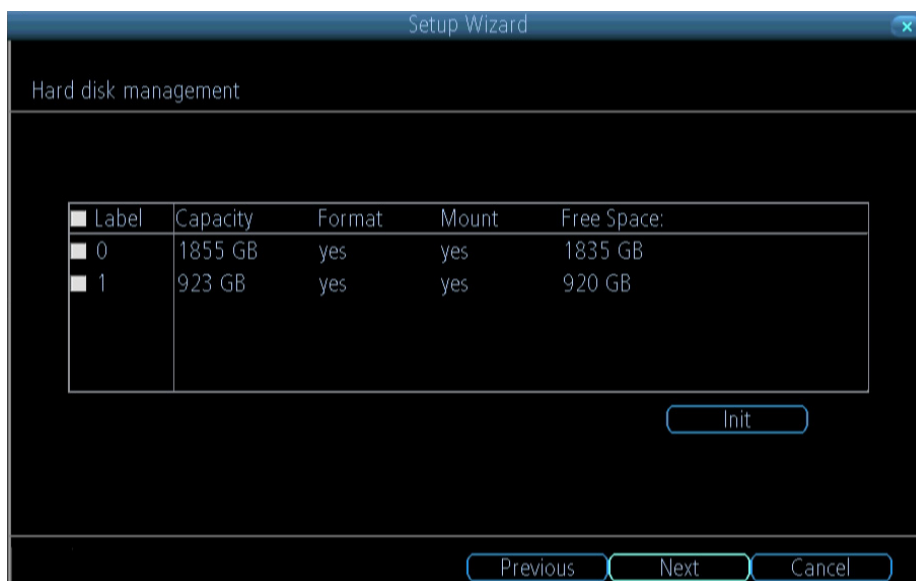 Setup Wizard
Hard disk management
Label Capacity Format Mount Free Space:
0 1855 GB yes yes 1835 GB
1 923 GB yes yes 920 GB
Init
Previous Next Cancel